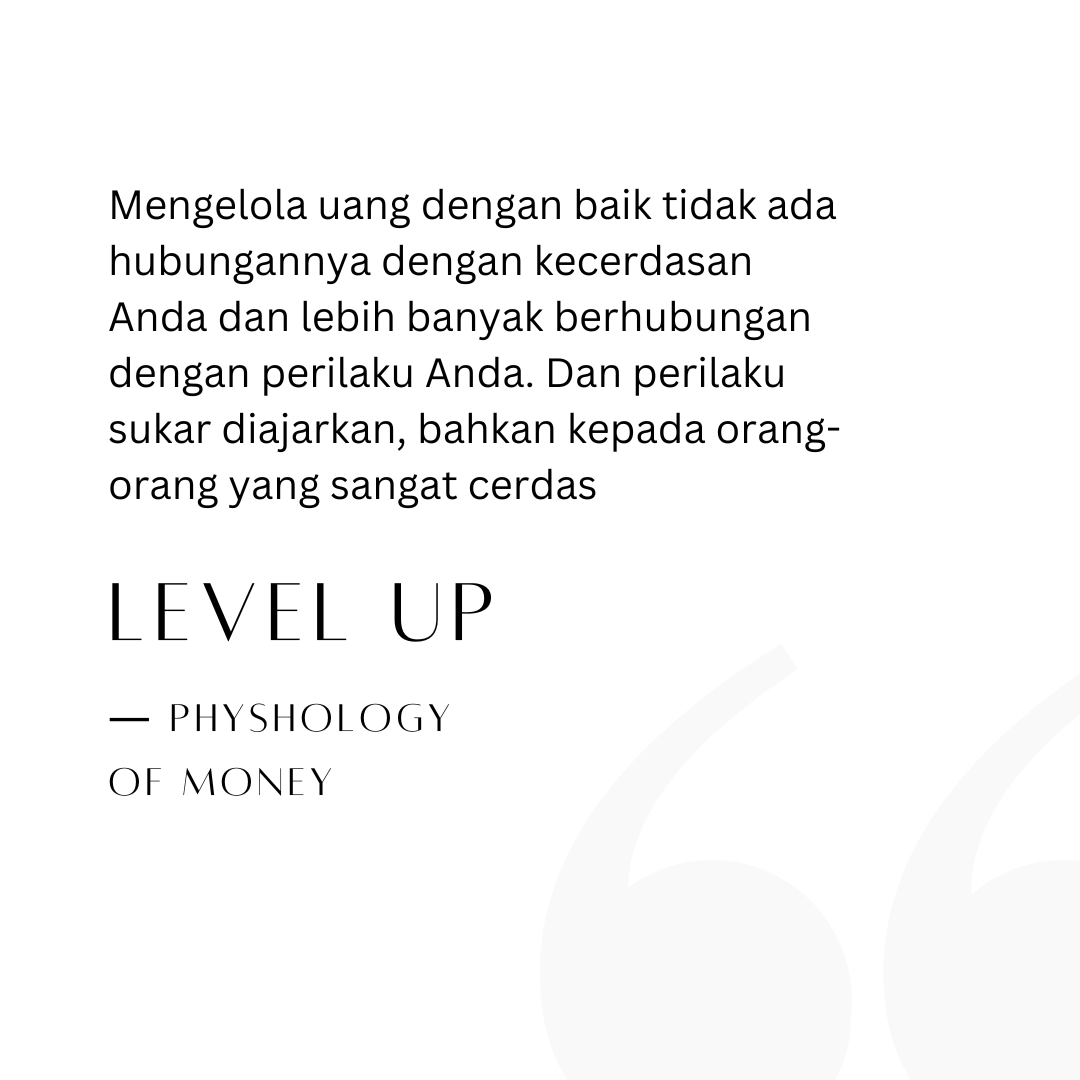 Mengelola uang dengan baik tidak ada
hubungannya dengan kecerdasan
Anda dan lebih banyak berhubungan
dengan perilaku Anda. Dan perilaku
sukar diajarkan, bahkan kepada orang-
orang yang sangat cerdas
LEVEL UP
— PHYSHOLOGY
OF MONEY